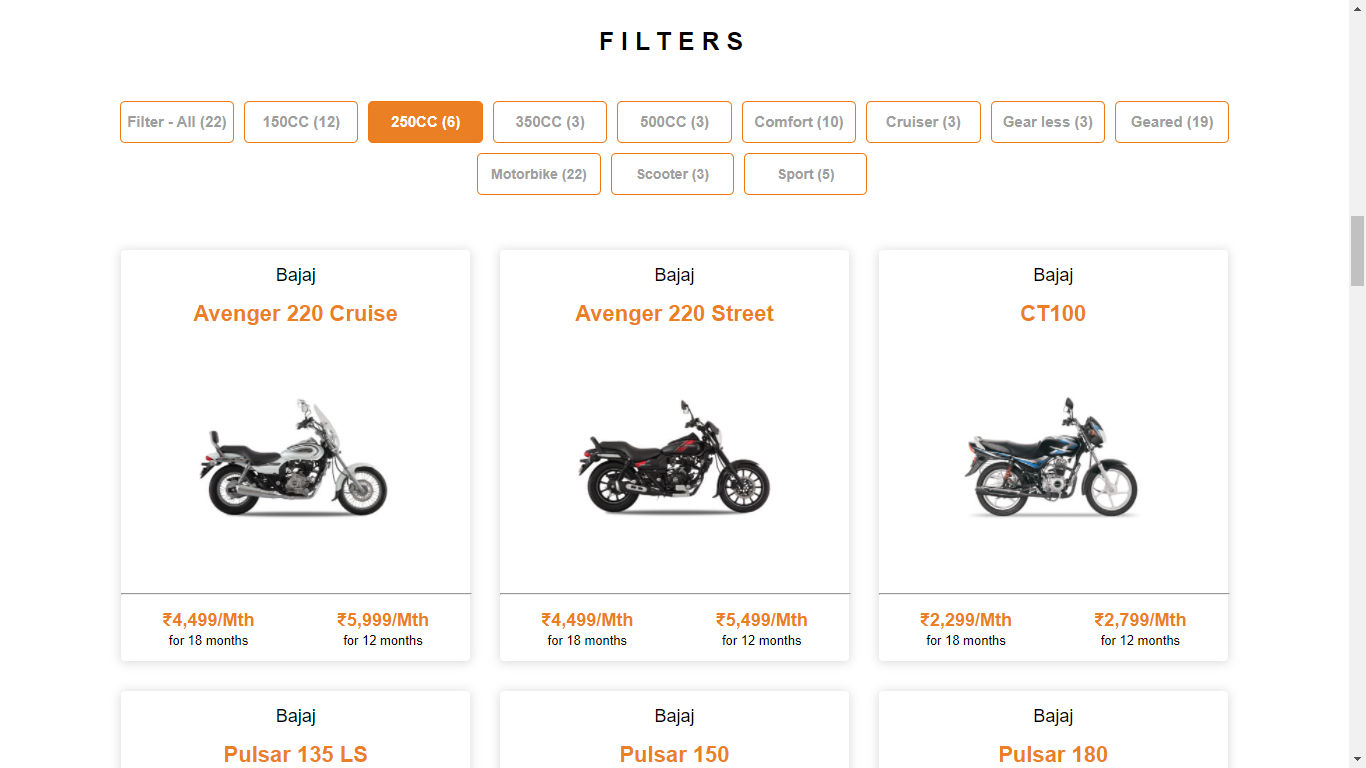 FILTERS
Filter - All (22) 150CC (12) 250CC (6) 350CC (3) 500CC (3) Comfort (10) Cruiser (3) Gear less (3) Geared (19)
Motorbike (22) Scooter (3) Sport (5)
Bajaj
Avenger 220 Cruise
₹4,499/Mth ₹5,999/Mth
for 18 months for 12 months
Bajaj
Avenger 220 Street
₹4,499/Mth ₹5,499/Mth
for 18 months for 12 months
Bajaj
CT100
₹2,299/Mth ₹2,799/Mth
for 18 months for 12 months
Bajaj
Pulsar 135 LS
Bajaj
Pulsar 150
Bajaj
Pulsar 180